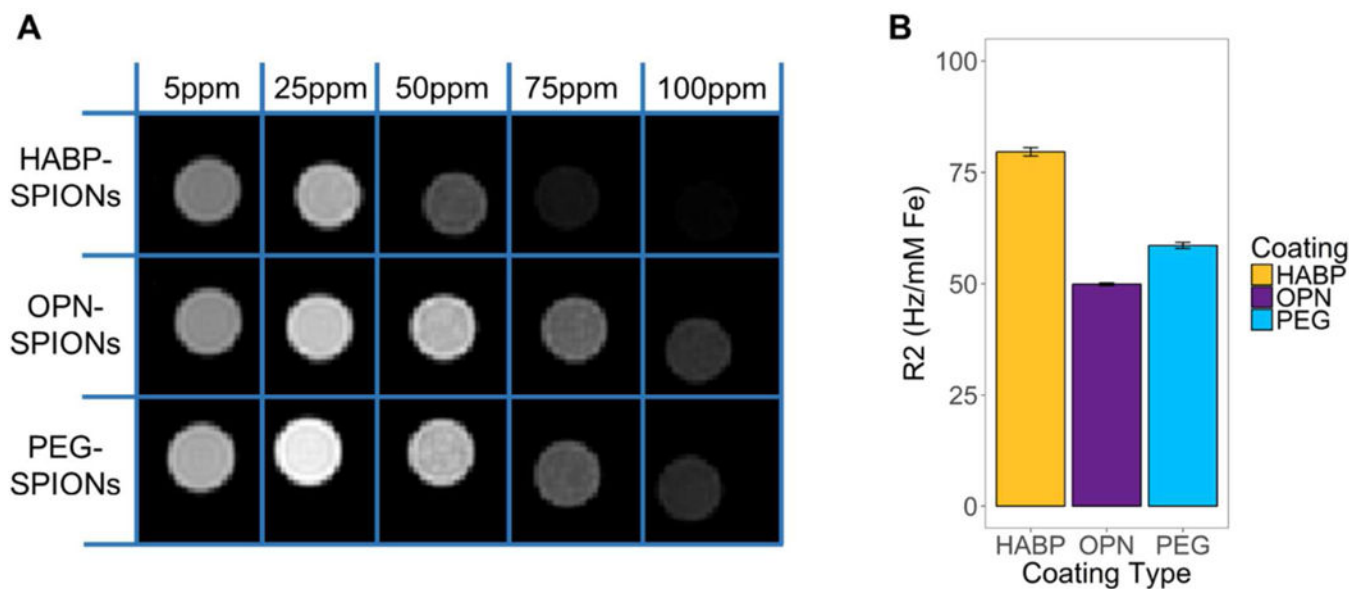 A
5ppm 25ppm 50ppm 75ppm 100ppm
HABP-
SPIONs
OPN-
SPIONs
PEG-
SPIONs
B
100
75
50
25
0
R2 (Hz/mM Fe)
HABP OPN PEG
Coating Type
Coating
HABP
OPN
PEG